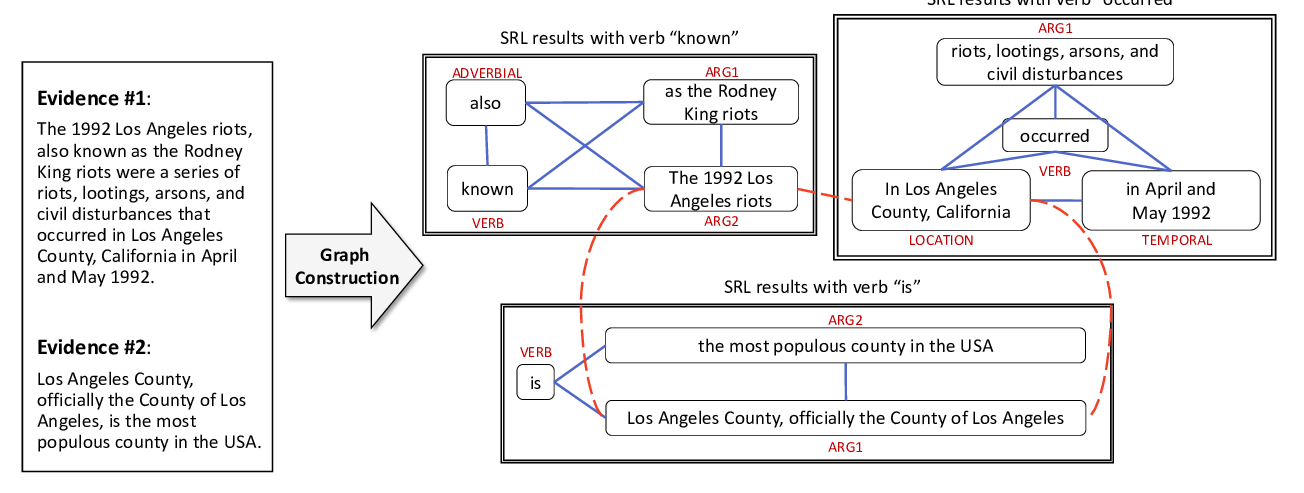 Evidence #1:
The 1992 Los Angeles riots,
also known as the Rodney
King riots were a series of
riots, lootings, arsons, and
civil disturbances that
occurred in Los Angeles
County, California in April
and May 1992.
Evidence #2:
Los Angeles County,
officially the County of Los
Angeles, is the most
populous county in the USA.
Graph
Construction
SRL results with verb “known”
ADVERBIAL
also
ARG1
as the Rodney
King riots
known
VERB
The 1992 Los
Angeles riots
ARG2
SRL results with verb “occurred”
ARG1
riots, lootings, arsons, and
civil disturbances
occurred
VERB
In Los Angeles
County, California
LOCATION
in April and
May 1992
TEMPORAL
SRL results with verb “is”
ARG2
the most populous county in the USA
VERB
is
Los Angeles County, officially the County of Los Angeles
ARG1